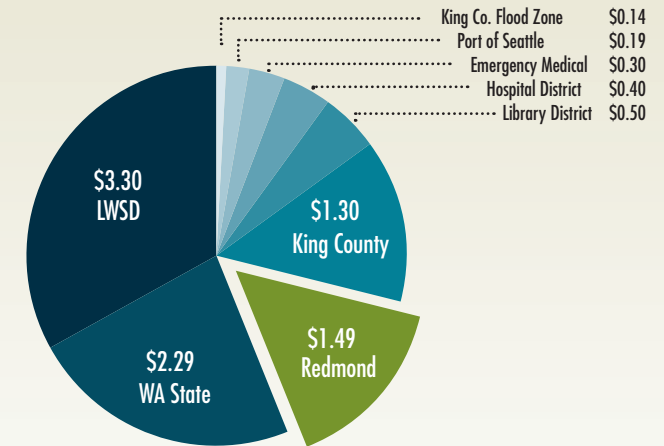 King Co. Flood Zone $0.14
Port of Seattle $0.19
Emergency Medical $0.30
Hospital District $0.40
Library District $0.50
$3.30
LWSD
$1.30
King County
$1.49
Redmond
$2.29
WA State